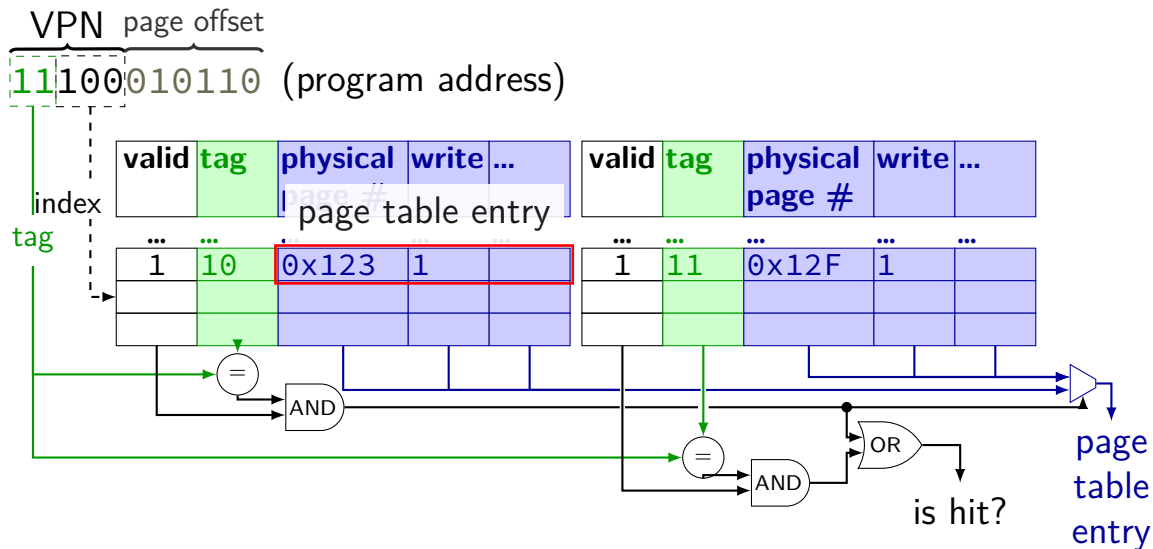 VPN page offset
11100010110 (program address)
valid tag physical page # write ... valid tag physical page # write ...
page table entry
index
tag
... ... ... ... ... ... ... ... ... ...
1 10 0x123 1 1 11 0x12F 1
=
AND
OR
=
AND
is hit?
page
table
entry